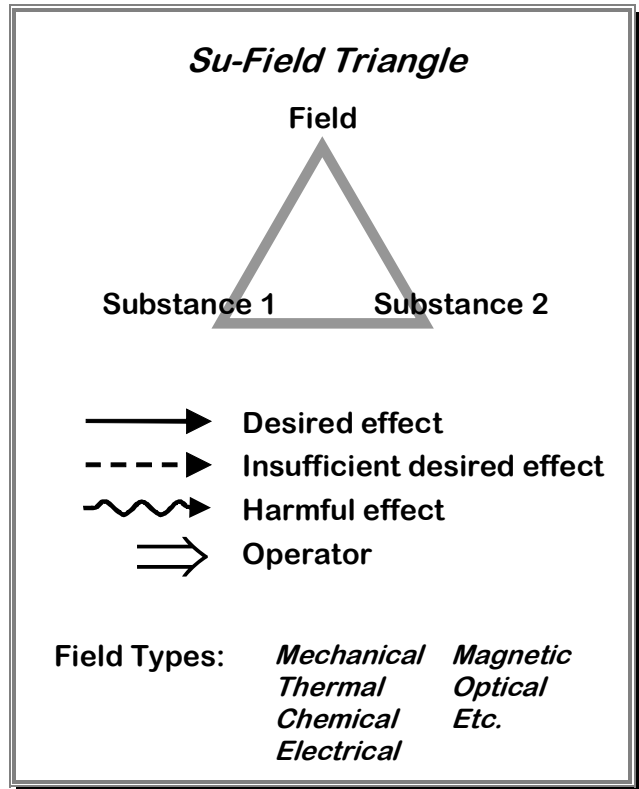 Su-Field Triangle
Field
Substance 1 Substance 2
Desired effect
Insufficient desired effect
Harmful effect
Operator
Field Types: Mechanical Magnetic
Thermal Optical
Chemical Etc.
Electrical